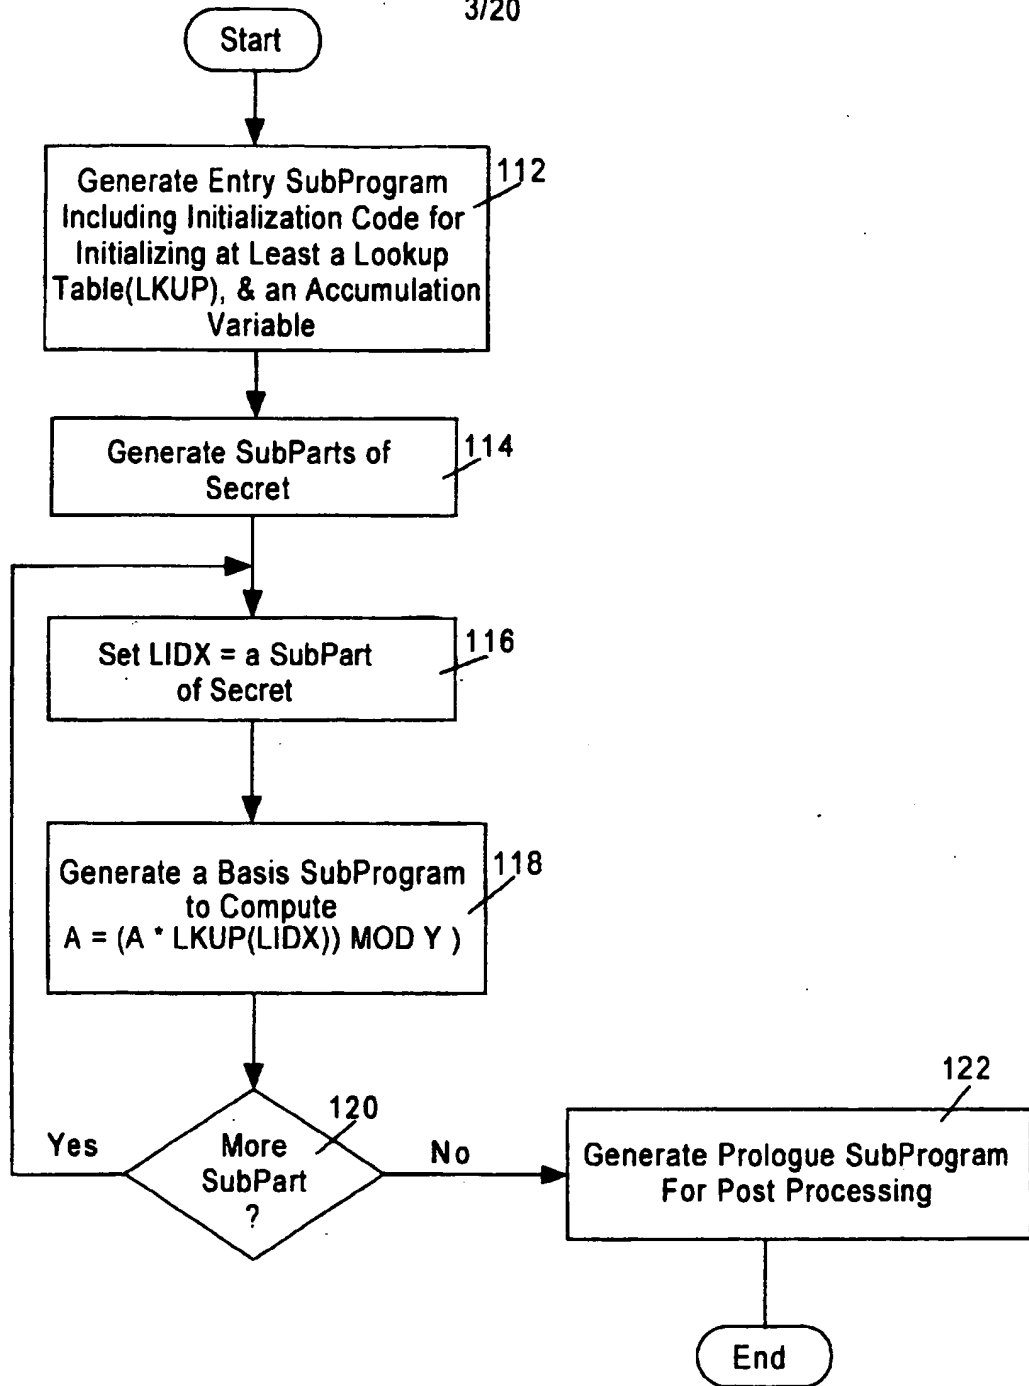 3/20
Start
112
Generate Entry SubProgram
Including Initialization Code for
Initializing at Least a Lookup
Table(LKUP), & an Accumulation
Variable
114
Generate SubParts of
Secret
116
Set LIDX = a SubPart
of Secret
118
Generate a Basis SubProgram
to Compute
A = (A * LKUP(LIDX)) MOD Y )
120
More
SubPart
?
Yes
No
122
Generate Prologue SubProgram
For Post Processing
End